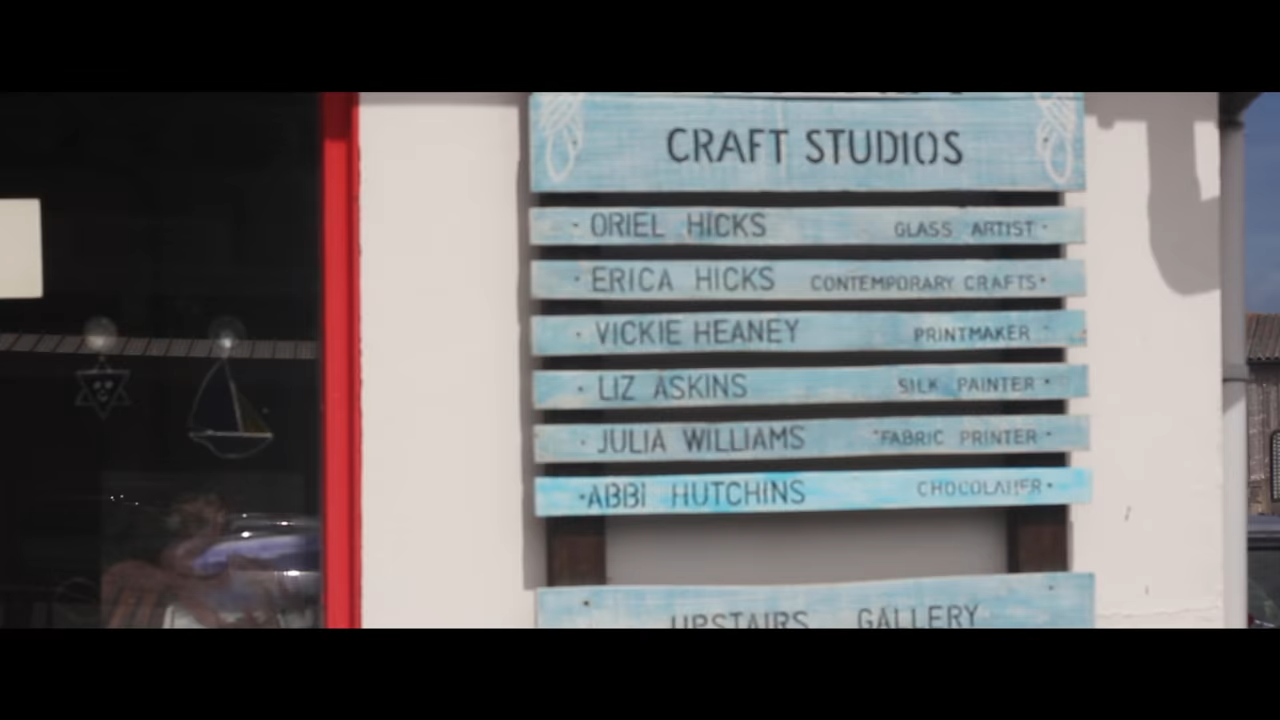 CRAFT STUDIOS
· ORIEL HICKS GLASS ARTIST ·
· ERICA HICKS CONTEMPORARY CRAFTS ·
· VICKIE HEANEY PRINTMAKER ·
· LIZ ASKINS SILK PAINTER ·
· JULIA WILLIAMS FABRIC PRINTER ·
· ABBI HUTCHINS CHOCOLATIER ·
UPSTAIRS GALLERY